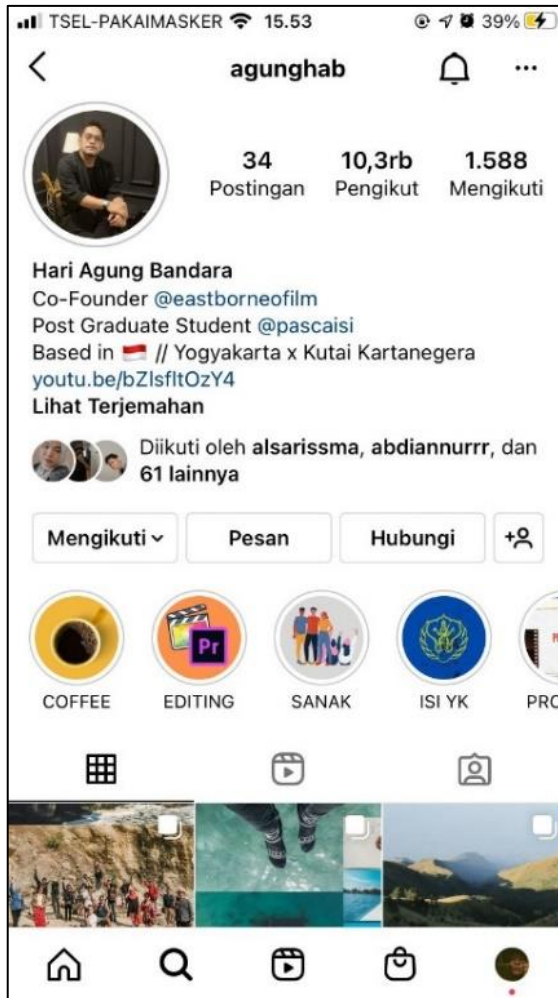 TSEL-PAKAIMASKER 15.53 39%
agunghab
34 10,3rb 1.588
Postingan Pengikut Mengikuti
Hari Agung Bandara
Co-Founder @eastborneofilm
Post Graduate Student @pascaisi
Based in 🇮🇩 // Yogyakarta x Kutai Kartanegera
youtu.be/bZlsfltOzY4
Lihat Terjemahan
Diikuti oleh alsarissma, abdiannurrr, dan
61 lainnya
Mengikuti Pesan Hubungi
Pr
COFFEE EDITING SANAK ISI YK PRO